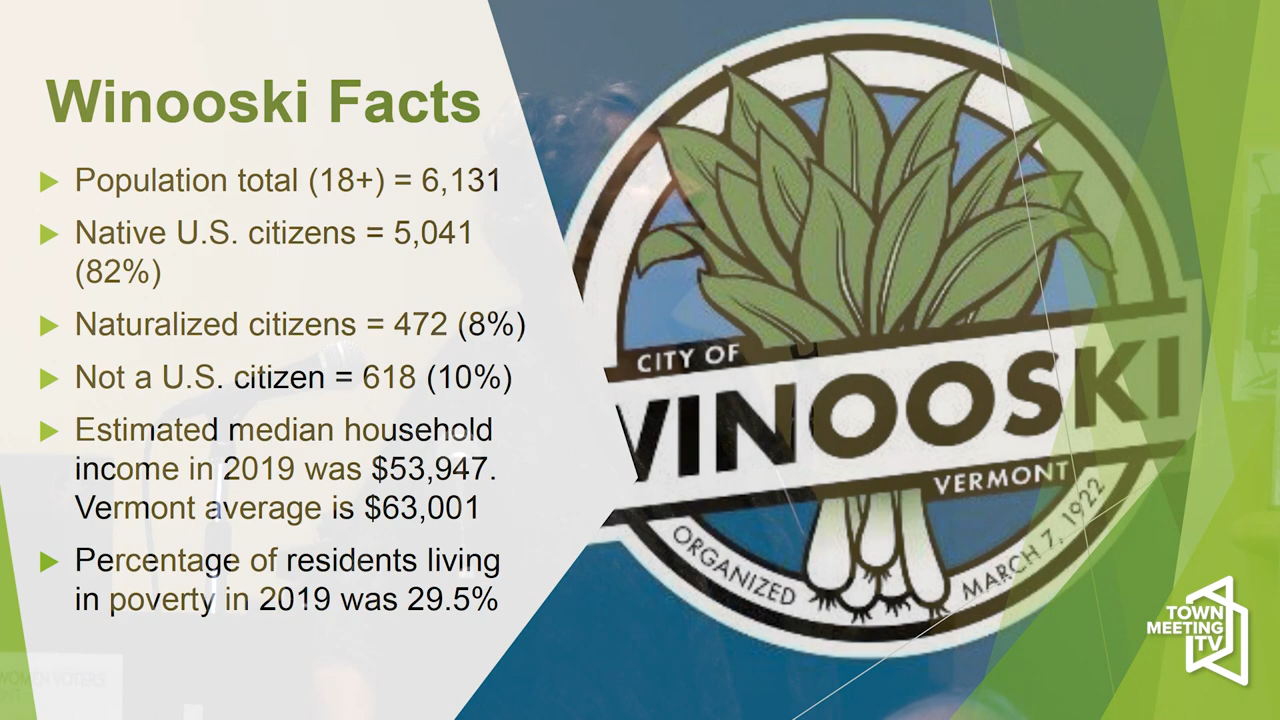 Winooski Facts
Population total (18+) = 6,131
Native U.S. citizens = 5,041
(82%)
Naturalized citizens = 472 (8%)
Not a U.S. citizen = 618 (10%)
Estimated median household
income in 2019 was $53,947.
Vermont average is $63,001
Percentage of residents living
in poverty in 2019 was 29.5%
CITY OF
WINOOSKI
VERMONT
ORGANIZED MARCH 7, 1922
TOWN
MEETING
TV
WOMEN VOTERS